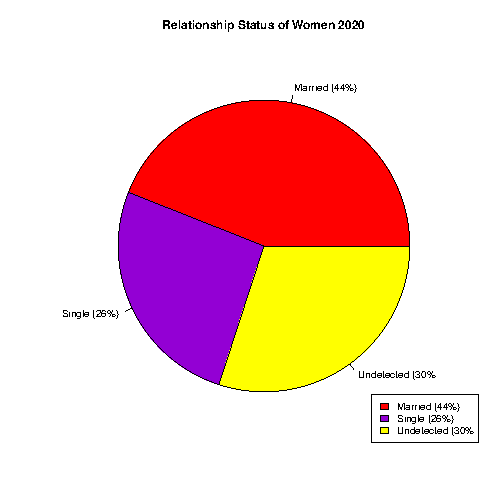 Relationship Status of Women 2020
Married (44%)
Single (26%)
Undetected (30%
Married (44%)
Single (26%)
Undetected (30%